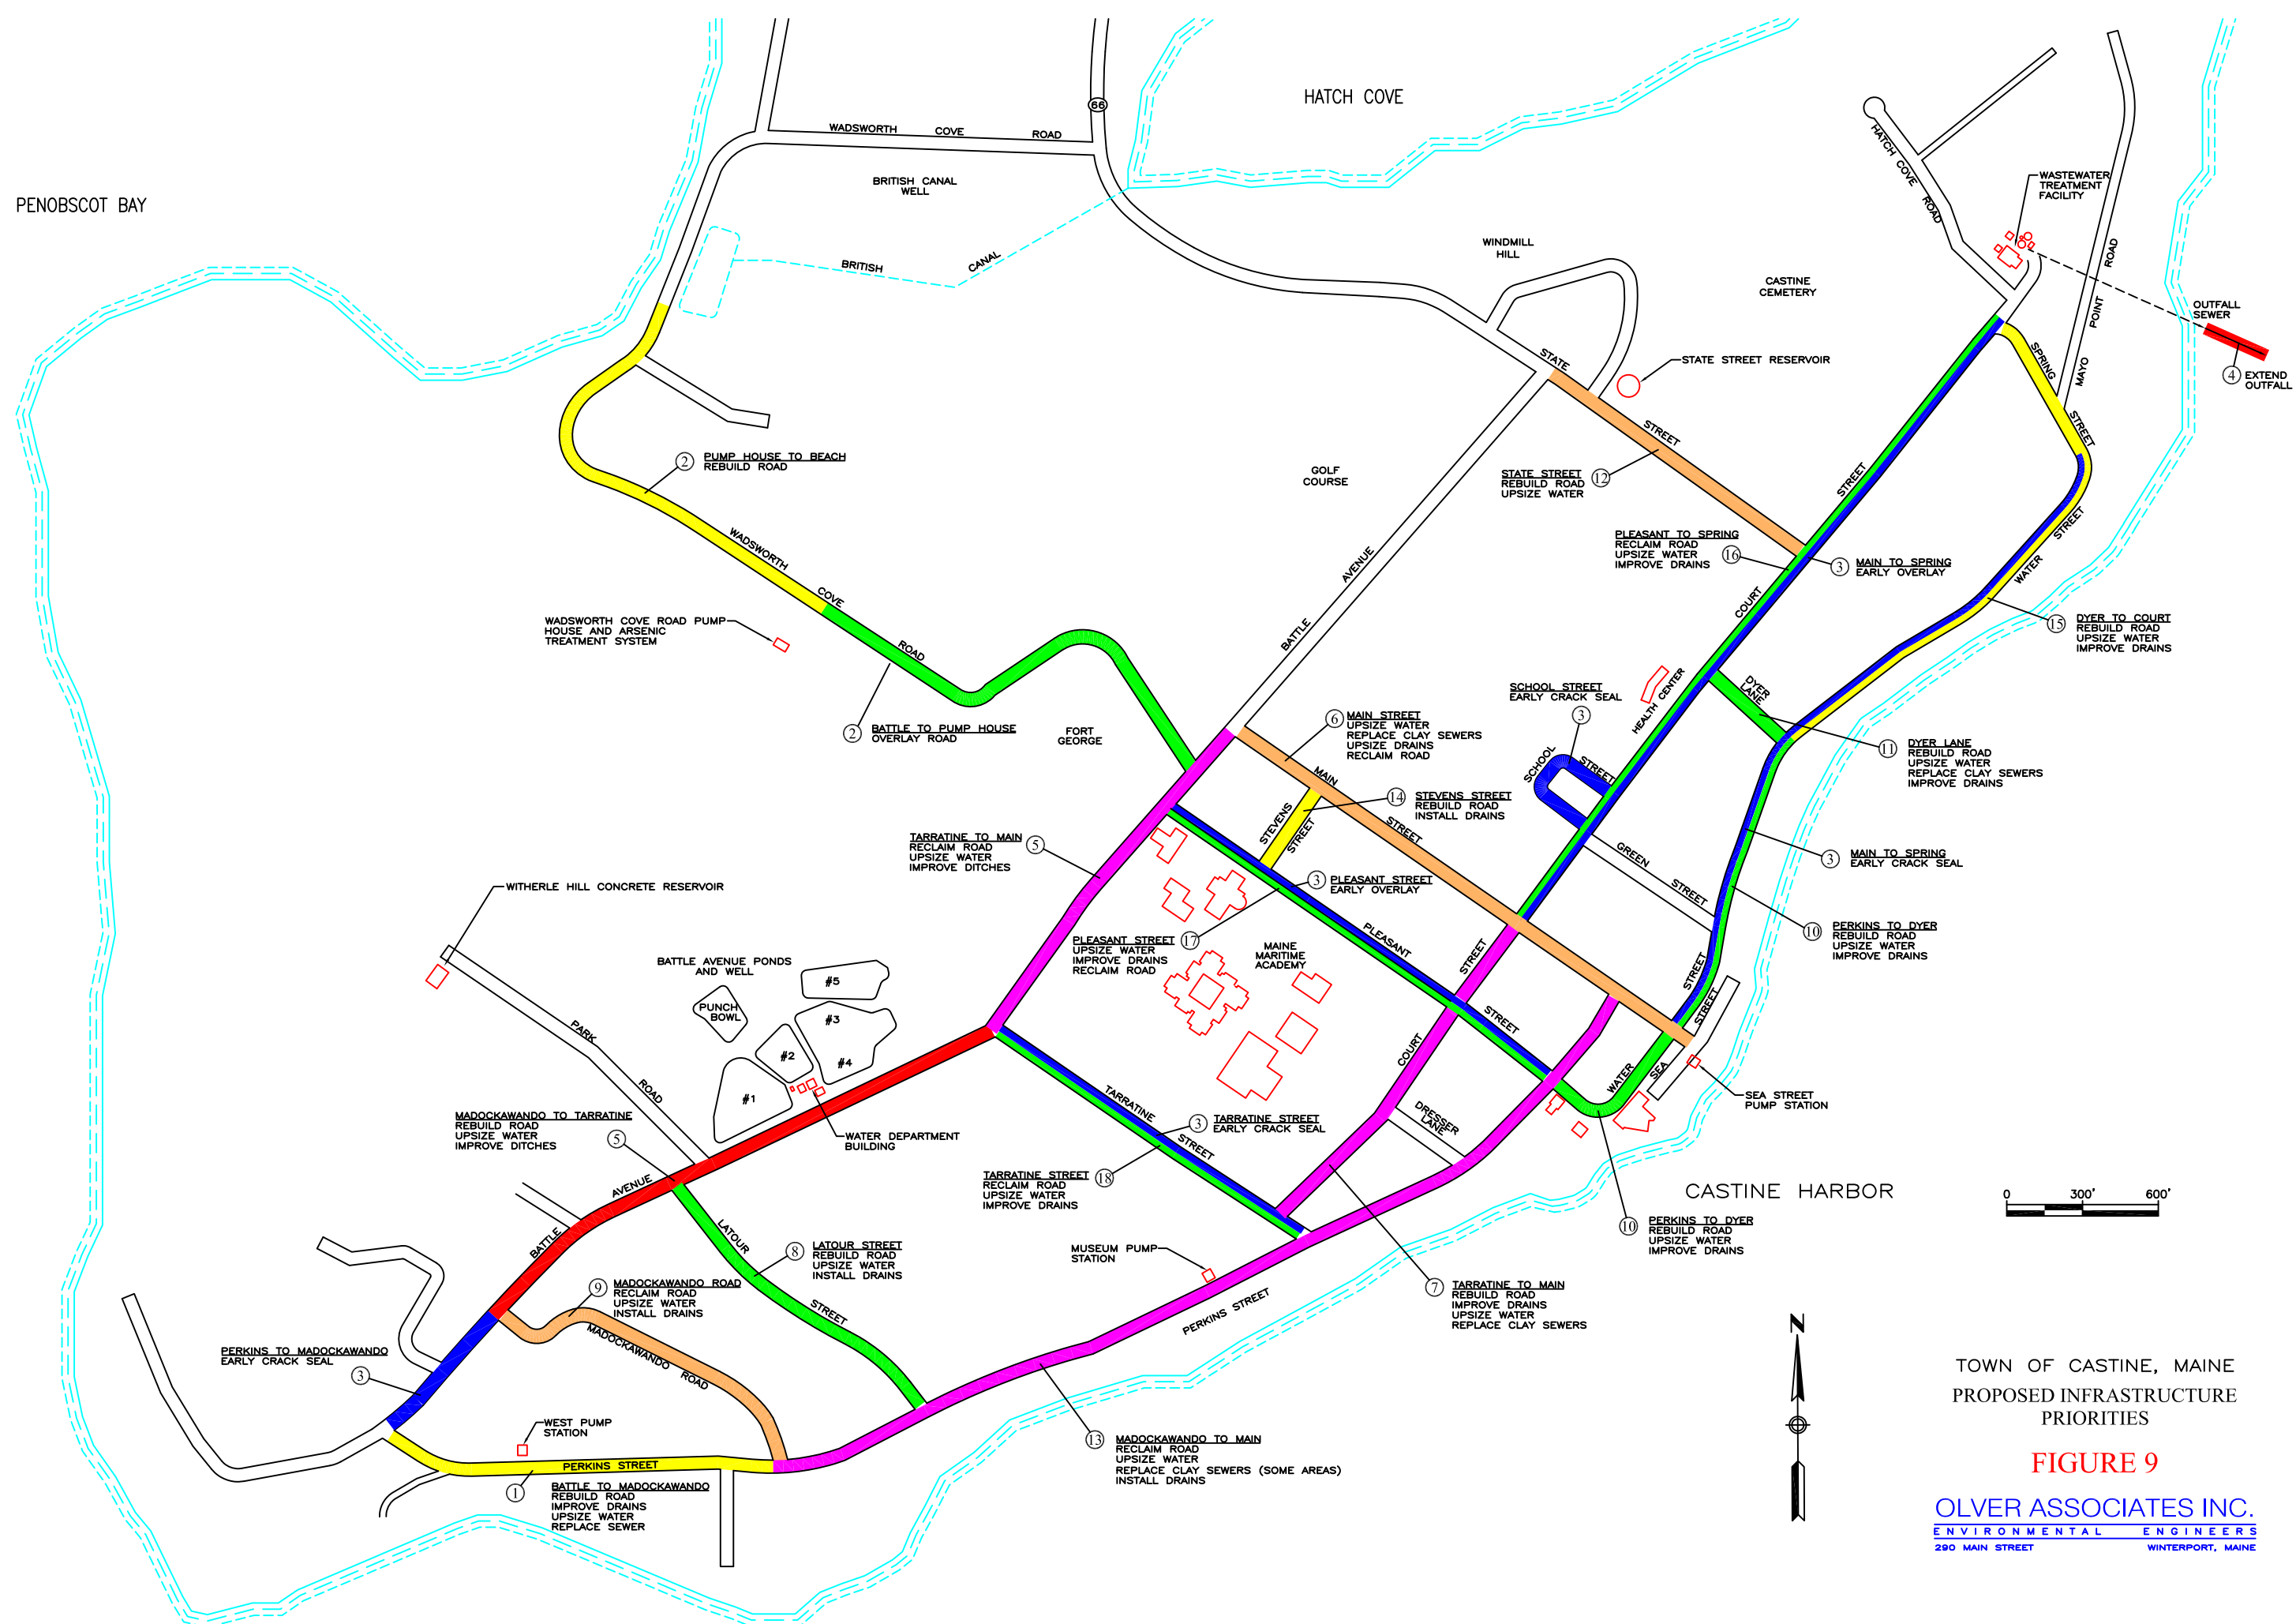 HATCH COVE
66
WADSWORTH COVE ROAD
BRITISH CANAL
WELL
PENOBSCOT BAY
HATCH COVE ROAD
WASTEWATER
TREATMENT
FACILITY
MAYO POINT ROAD
WINDMILL
HILL
BRITISH CANAL
CASTINE
CEMETERY
OUTFALL
SEWER
4 EXTEND
OUTFALL
SPRING STREET
STATE STREET
STATE STREET RESERVOIR
2 PUMP HOUSE TO BEACH
REBUILD ROAD
GOLF
COURSE
12 STATE STREET
REBUILD ROAD
UPSIZE WATER
COURT STREET
WATER STREET
16 PLEASANT TO SPRING
RECLAIM ROAD
UPSIZE WATER
IMPROVE DRAINS
3 MAIN TO SPRING
EARLY OVERLAY
WADSWORTH COVE ROAD
BATTLE AVENUE
WADSWORTH COVE ROAD PUMP
HOUSE AND ARSENIC
TREATMENT SYSTEM
15 DYER TO COURT
REBUILD ROAD
UPSIZE WATER
IMPROVE DRAINS
HEALTH CENTER
DYER
LANE
SCHOOL STREET
EARLY CRACK SEAL
3
SCHOOL STREET
2 BATTLE TO PUMP HOUSE
OVERLAY ROAD
FORT
GEORGE
6 MAIN STREET
UPSIZE WATER
REPLACE CLAY SEWERS
UPSIZE DRAINS
RECLAIM ROAD
11 DYER LANE
REBUILD ROAD
UPSIZE WATER
REPLACE CLAY SEWERS
IMPROVE DRAINS
MAIN STREET
14 STEVENS STREET
REBUILD ROAD
INSTALL DRAINS
STEVENS
STREET
5 TARRATINE TO MAIN
RECLAIM ROAD
UPSIZE WATER
IMPROVE DITCHES
GREEN STREET
3 MAIN TO SPRING
EARLY CRACK SEAL
3 PLEASANT STREET
EARLY OVERLAY
WITHERLE HILL CONCRETE RESERVOIR
17 PLEASANT STREET
UPSIZE WATER
IMPROVE DRAINS
RECLAIM ROAD
PLEASANT STREET
MAINE
MARITIME
ACADEMY
COURT STREET
10 PERKINS TO DYER
REBUILD ROAD
UPSIZE WATER
IMPROVE DRAINS
BATTLE AVENUE PONDS
AND WELL
PUNCH
BOWL
#5
#3
#4
#2
#1
PARK ROAD
WATER STREET
SEA STREET
SEA STREET
PUMP STATION
MADOCKAWANDO TO TARRATINE
REBUILD ROAD
UPSIZE WATER
IMPROVE DITCHES
5
WATER DEPARTMENT
BUILDING
TARRATINE STREET
3 TARRATINE STREET
EARLY CRACK SEAL
DRESSER
LANE
18 TARRATINE STREET
RECLAIM ROAD
UPSIZE WATER
IMPROVE DRAINS
CASTINE HARBOR
0 300' 600'
BATTLE AVENUE
LATOUR STREET
8 LATOUR STREET
REBUILD ROAD
UPSIZE WATER
INSTALL DRAINS
10 PERKINS TO DYER
REBUILD ROAD
UPSIZE WATER
IMPROVE DRAINS
MUSEUM PUMP
STATION
9 MADOCKAWANDO ROAD
RECLAIM ROAD
UPSIZE WATER
INSTALL DRAINS
7 TARRATINE TO MAIN
REBUILD ROAD
IMPROVE DRAINS
UPSIZE WATER
REPLACE CLAY SEWERS
PERKINS STREET
MADOCKAWANDO ROAD
PERKINS TO MADOCKAWANDO
EARLY CRACK SEAL
3
WEST PUMP
STATION
PERKINS STREET
13 MADOCKAWANDO TO MAIN
RECLAIM ROAD
UPSIZE WATER
REPLACE CLAY SEWERS (SOME AREAS)
INSTALL DRAINS
1 BATTLE TO MADOCKAWANDO
REBUILD ROAD
IMPROVE DRAINS
UPSIZE WATER
REPLACE SEWER
N
TOWN OF CASTINE, MAINE
PROPOSED INFRASTRUCTURE
PRIORITIES
FIGURE 9
OLVER ASSOCIATES INC.
ENVIRONMENTAL ENGINEERS
290 MAIN STREET WINTERPORT, MAINE